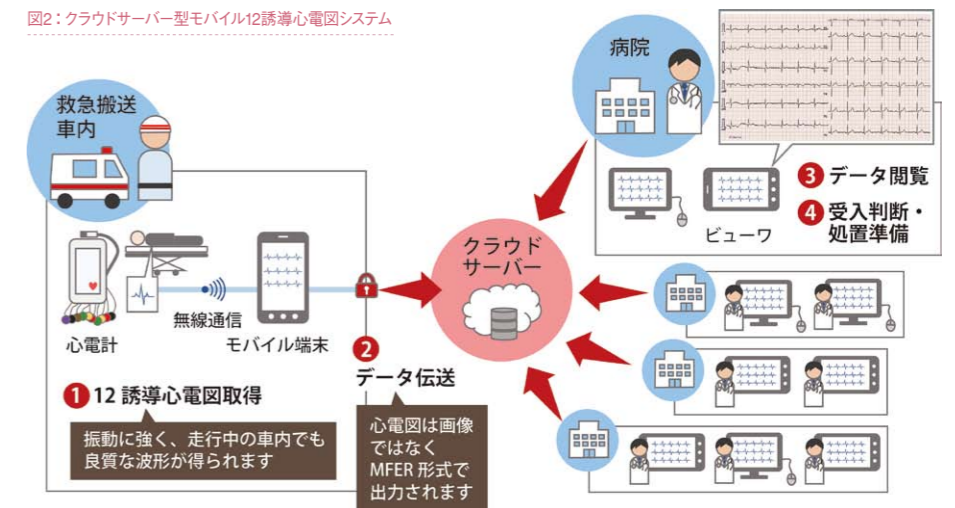 図2：クラウドサーバー型モバイル12誘導心電図システム
救急搬送
車内
心電計
無線通信
モバイル端末
1 12 誘導心電図取得
振動に強く、走行中の車内でも
良質な波形が得られます
2
データ伝送
心電図は画像
ではなく
MFER 形式で
出力されます
クラウド
サーバー
病院
ビューワ
3 データ閲覧
4 受入判断・
処置準備